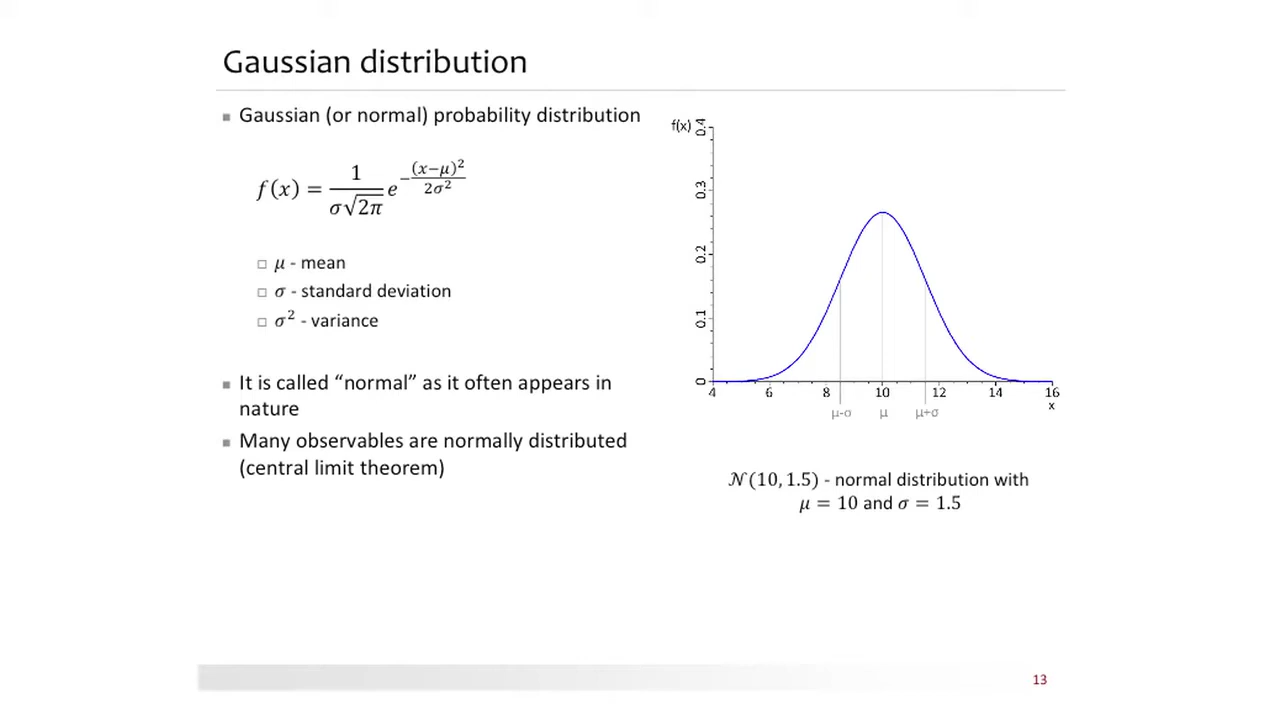 Gaussian distribution
Gaussian (or normal) probability distribution
f(x) = 1/(σ√2π) e^(−(x−μ)²/2σ²)
μ - mean
σ - standard deviation
σ² - variance
It is called “normal” as it often appears in
nature
Many observables are normally distributed
(central limit theorem)
f(x)
0.4
0.3
0.2
0.1
0
4 6 8 10 12 14 16
x
μ-σ μ μ+σ
𝒩(10, 1.5) - normal distribution with
μ = 10 and σ = 1.5
13